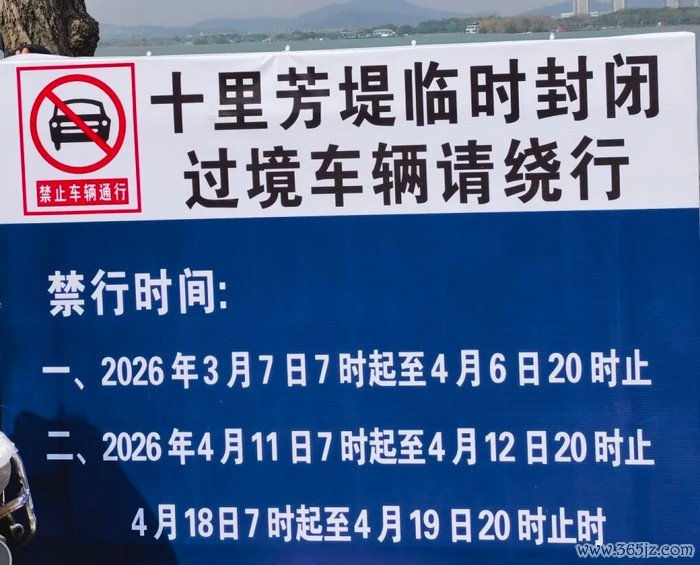 十里芳堤临时封闭
过境车辆请绕行
禁止车辆通行
禁行时间:
一、2026年3月7日7时起至4月6日20时止
二、2026年4月11日7时起至4月12日20时止
4月18日7时起至4月19日20时止时
www.365jz.com